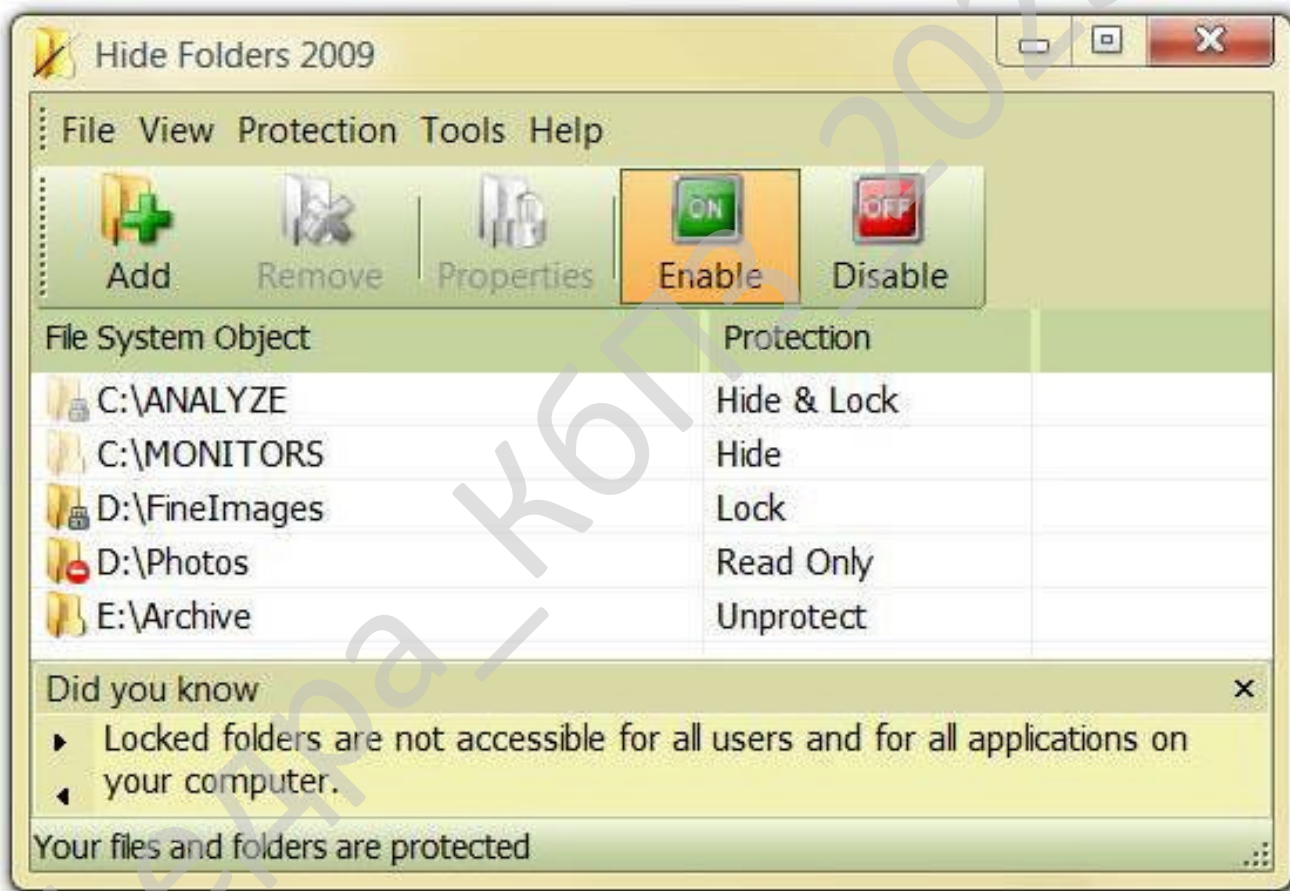 Hide Folders 2009
File View Protection Tools Help
ON OFF
Add Remove Properties Enable Disable
File System Object Protection
C:\ANALYZE Hide & Lock
C:\MONITORS Hide
D:\FineImages Lock
D:\Photos Read Only
E:\Archive Unprotect
Did you know
Locked folders are not accessible for all users and for all applications on
your computer.
Your files and folders are protected